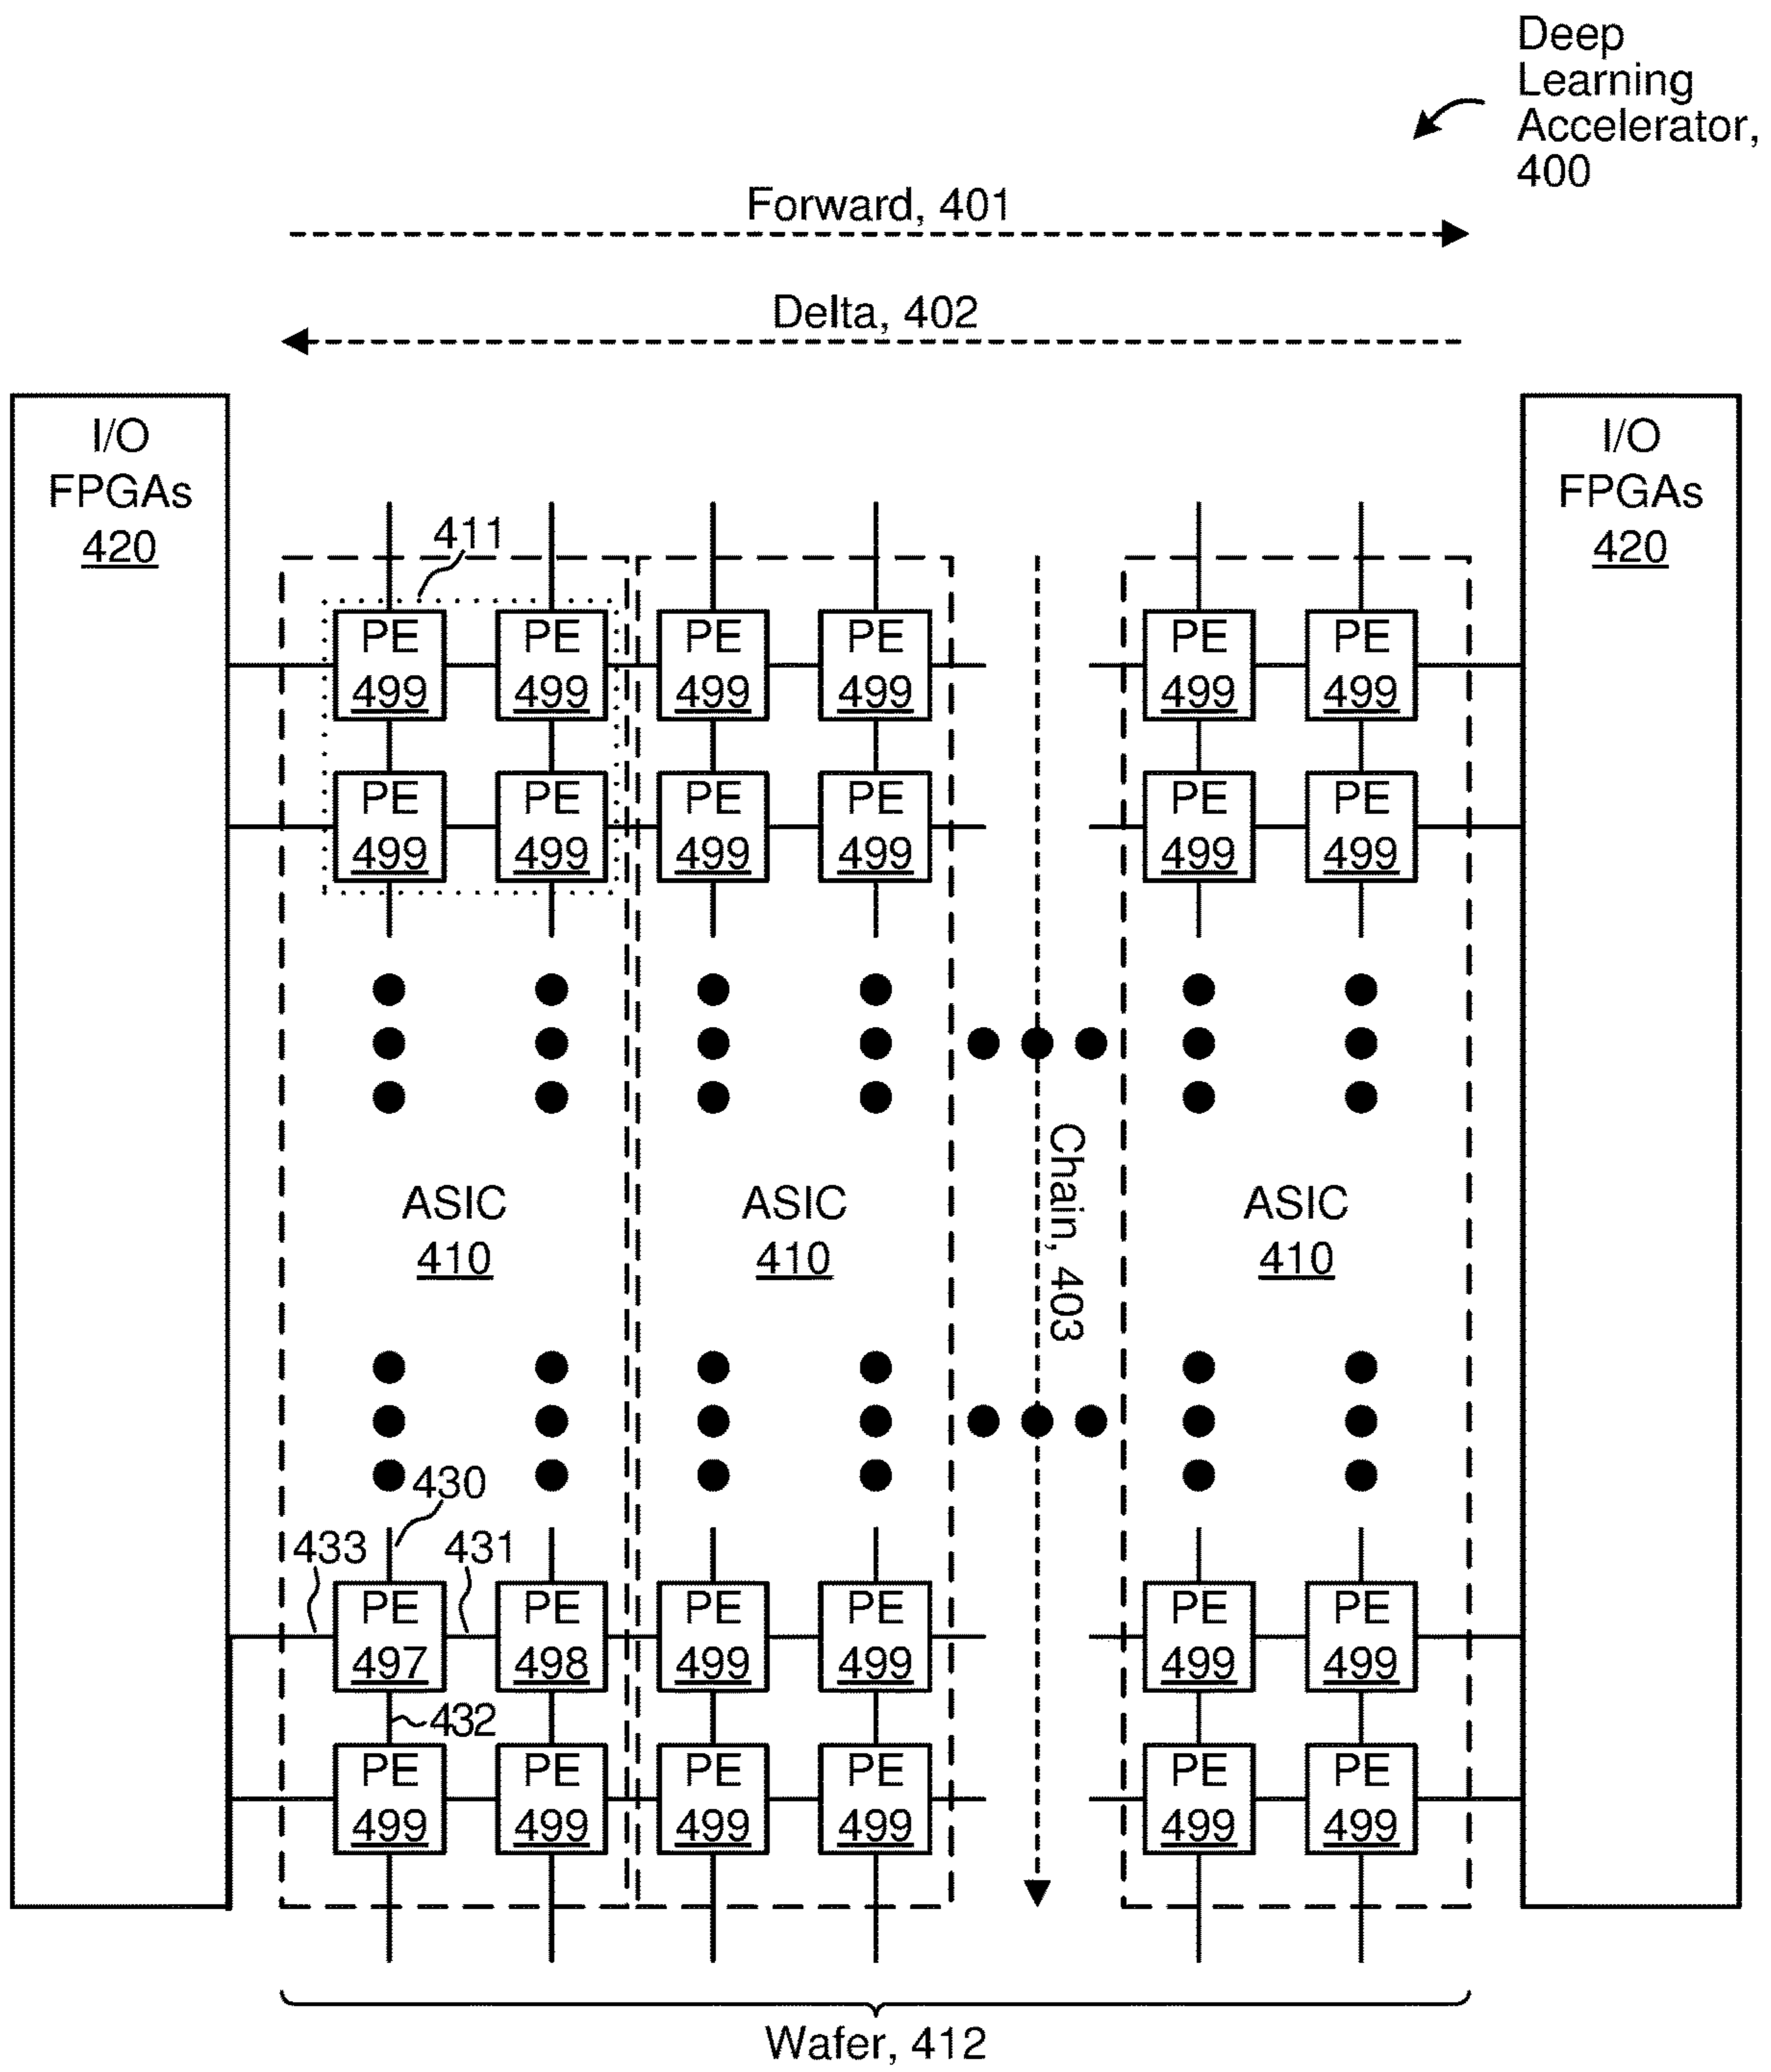 Deep
Learning
Accelerator,
400
Forward, 401
Delta, 402
I/O
FPGAs
420
I/O
FPGAs
420
411
PE PE PE PE PE PE
499 499 499 499 499 499
PE PE PE PE PE PE
499 499 499 499 499 499
Chain, 403
ASIC ASIC ASIC
410 410 410
430
433 431
PE PE PE PE PE PE
497 498 499 499 499 499
432
PE PE PE PE PE PE
499 499 499 499 499 499
Wafer, 412